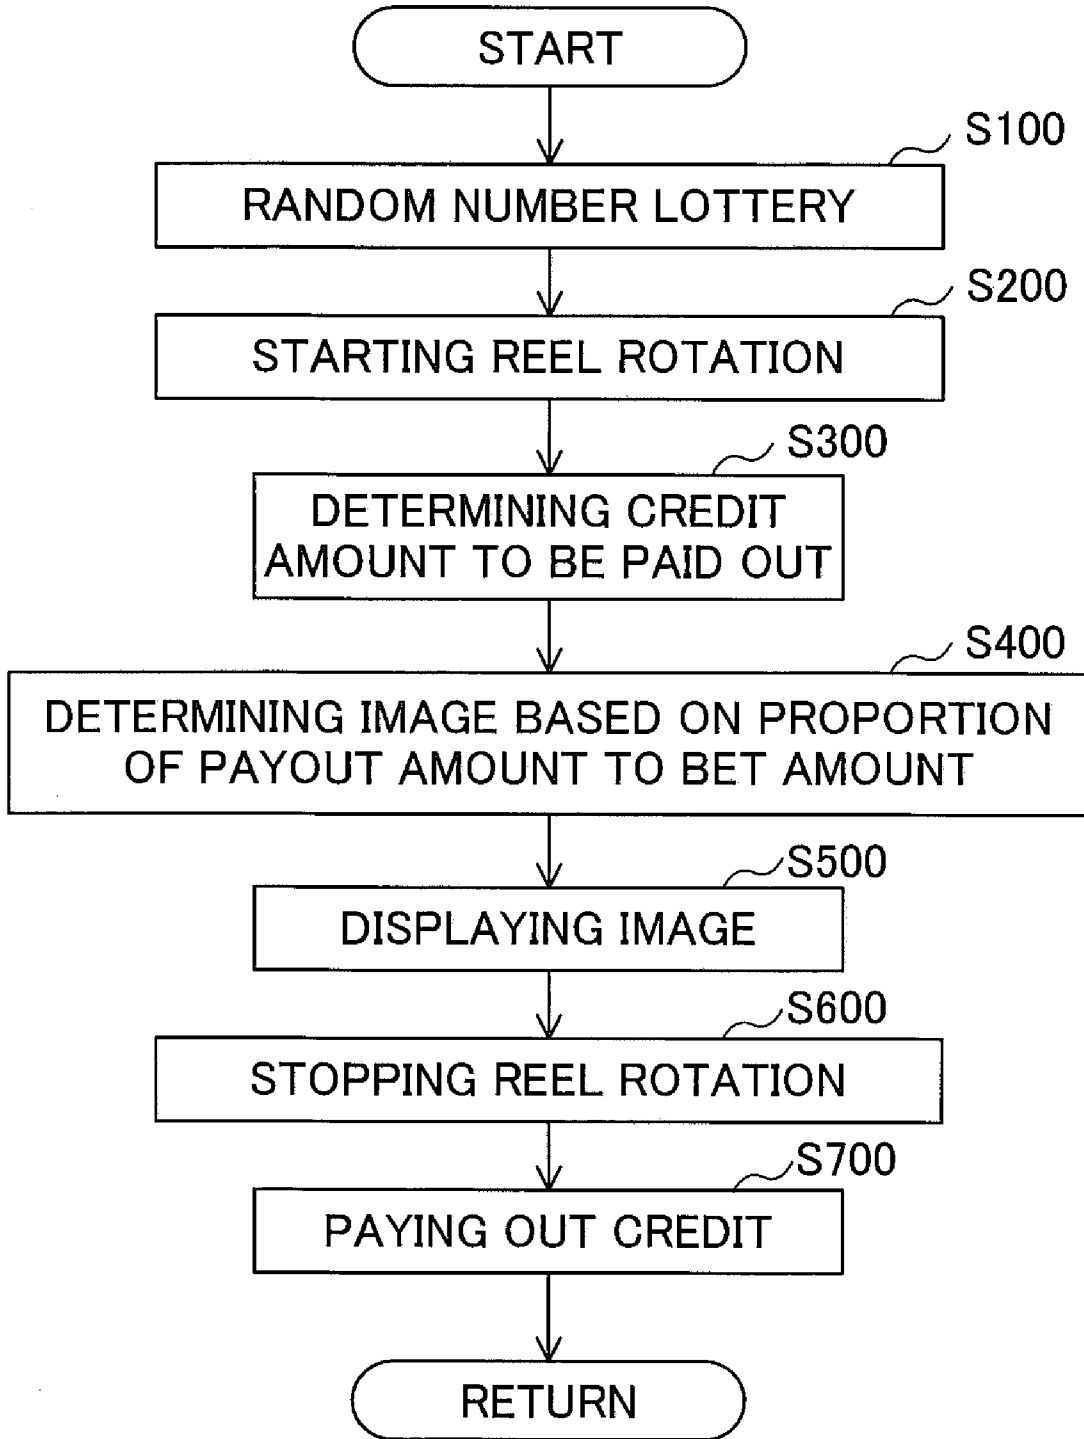 START
S100
RANDOM NUMBER LOTTERY
S200
STARTING REEL ROTATION
S300
DETERMINING CREDIT
AMOUNT TO BE PAID OUT
S400
DETERMINING IMAGE BASED ON PROPORTION
OF PAYOUT AMOUNT TO BET AMOUNT
S500
DISPLAYING IMAGE
S600
STOPPING REEL ROTATION
S700
PAYING OUT CREDIT
RETURN